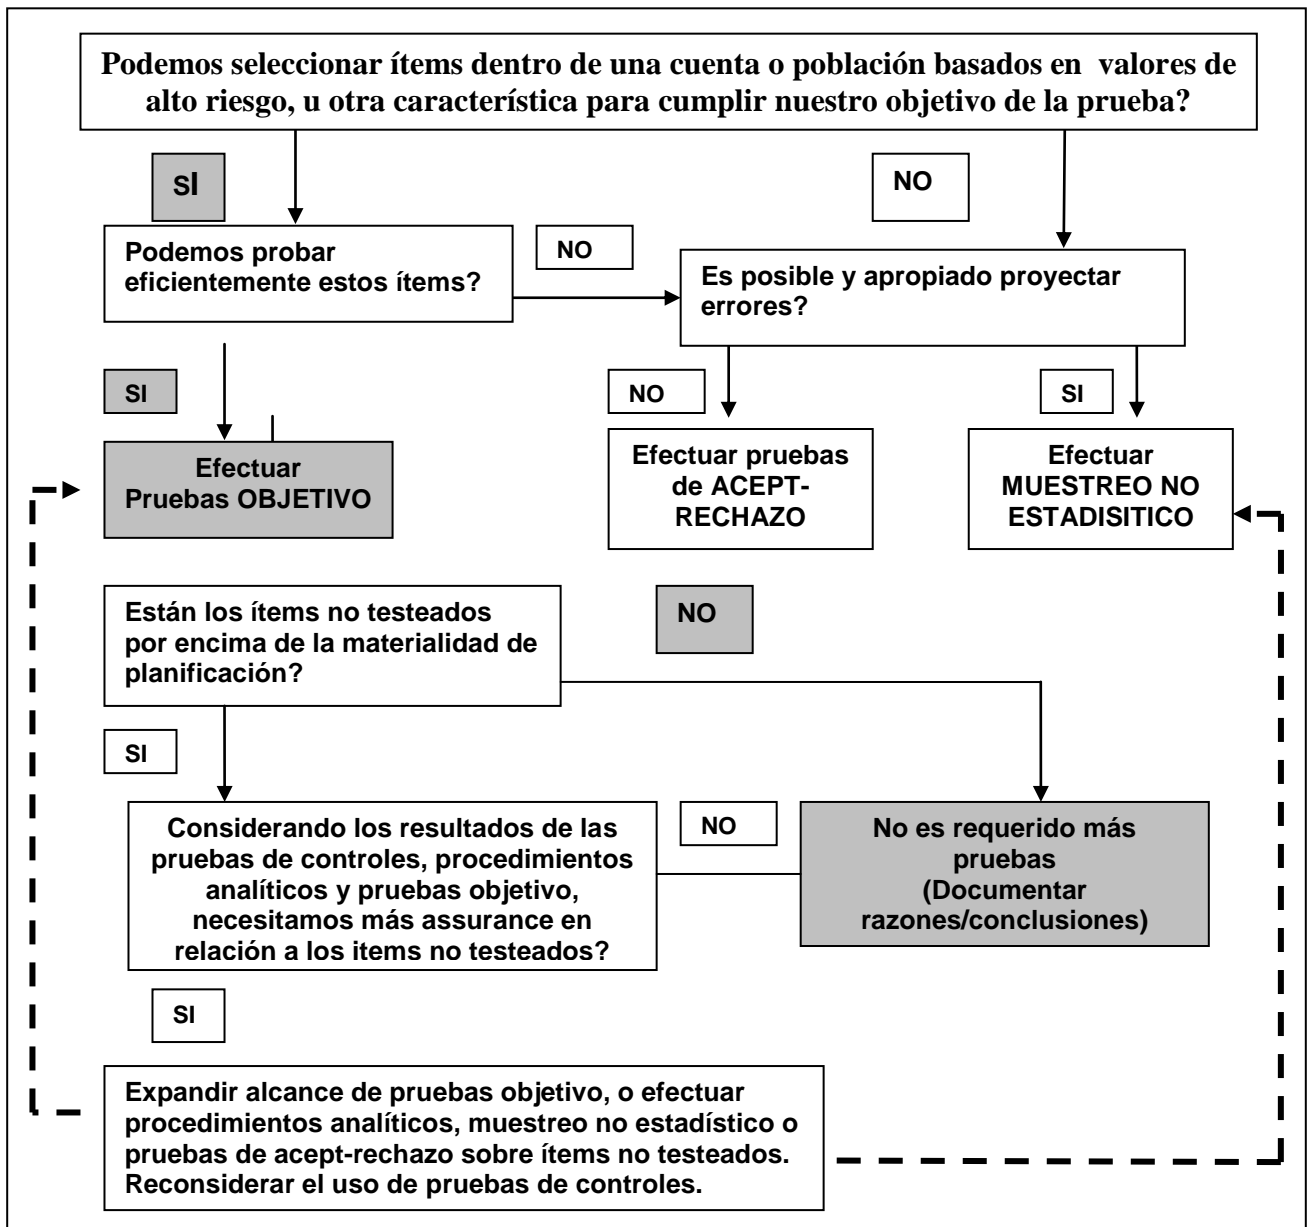 Podemos seleccionar ítems dentro de una cuenta o población basados en valores de
alto riesgo, u otra característica para cumplir nuestro objetivo de la prueba?
SI
NO
Podemos probar
eficientemente estos ítems?
NO
Es posible y apropiado proyectar
errores?
SI
NO
SI
Efectuar
Pruebas OBJETIVO
Efectuar pruebas
de ACEPT-
RECHAZO
Efectuar
MUESTREO NO
ESTADISITICO
Están los ítems no testeados
por encima de la materialidad de
planificación?
NO
SI
Considerando los resultados de las
pruebas de controles, procedimientos
analíticos y pruebas objetivo,
necesitamos más assurance en
relación a los items no testeados?
NO
No es requerido más
pruebas
(Documentar
razones/conclusiones)
SI
Expandir alcance de pruebas objetivo, o efectuar
procedimientos analíticos, muestreo no estadístico o
pruebas de acept-rechazo sobre ítems no testeados.
Reconsiderar el uso de pruebas de controles.